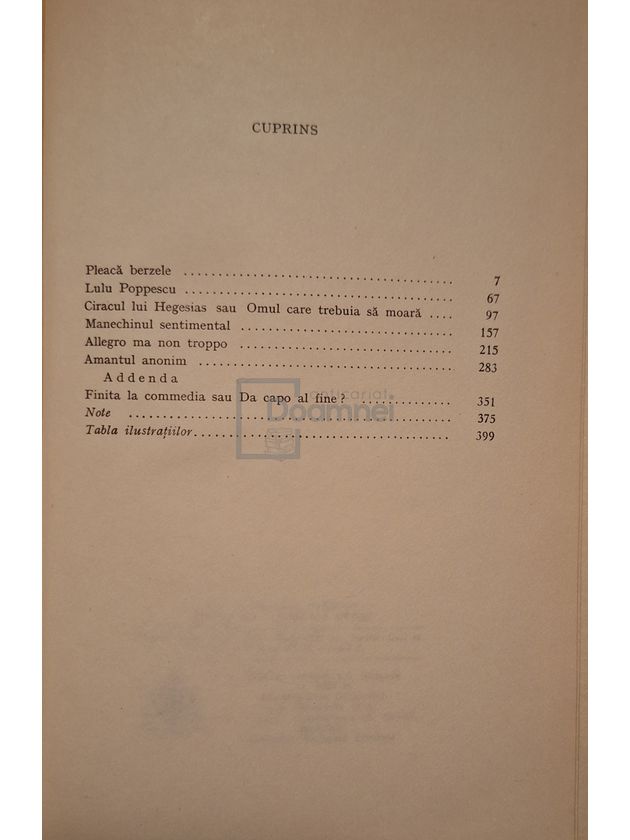 CUPRINS
Pleacă berzele ........................................ 7
Lulu Poppescu ........................................ 67
Ciracul lui Hegesias sau Omul care trebuia să moară .... 97
Manechinul sentimental ................................ 157
Allegro ma non troppo ................................ 215
Amantul anonim ........................................ 283
Addenda
Finita la commedia sau Da capo al fine? .............. 351
Note .................................................. 375
Tabla ilustrațiilor.................................... 399
anticariat
Doamnei